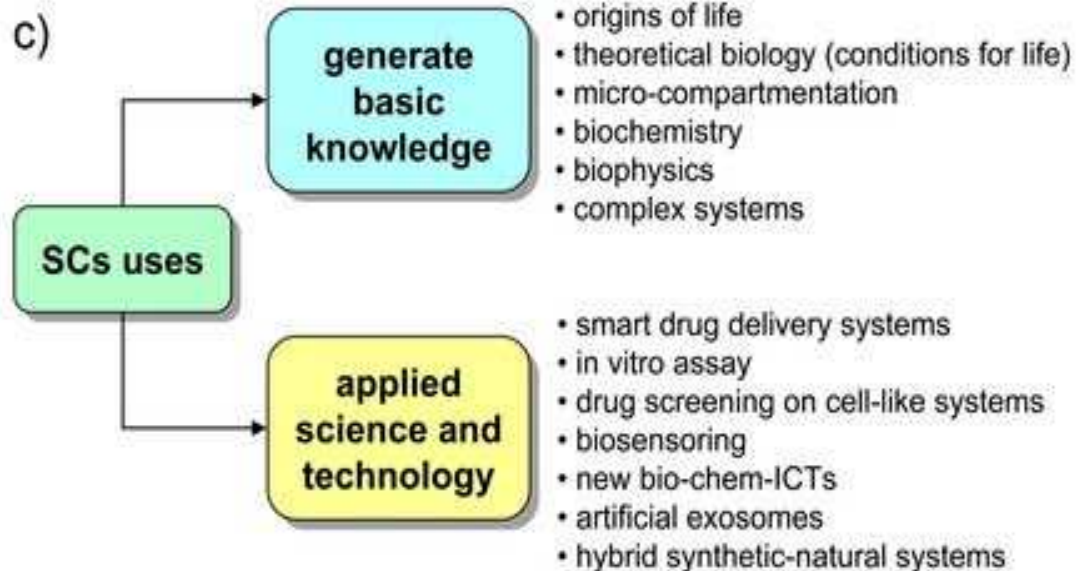 c)
generate
basic
knowledge
• origins of life
• theoretical biology (conditions for life)
• micro-compartmentation
• biochemistry
• biophysics
• complex systems
SCs uses
applied
science and
technology
• smart drug delivery systems
• in vitro assay
• drug screening on cell-like systems
• biosensoring
• new bio-chem-ICTs
• artificial exosomes
• hybrid synthetic-natural systems